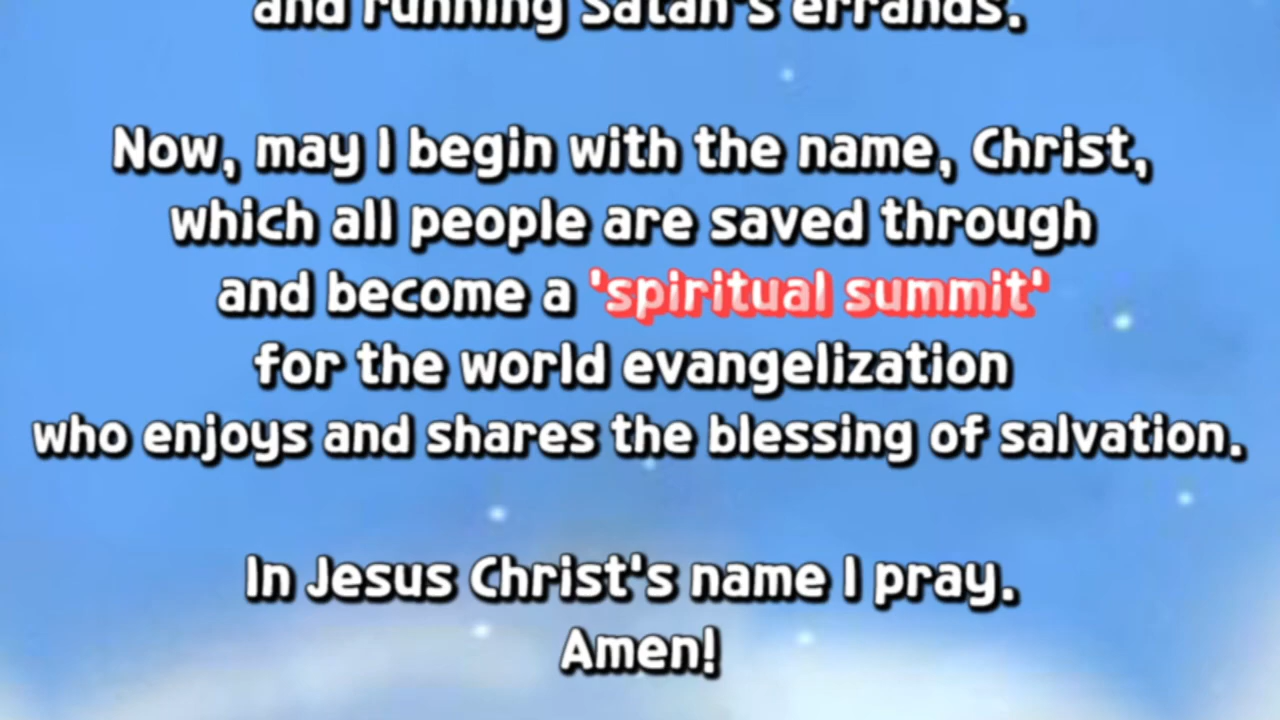 and running Satan's errands.
Now, may I begin with the name, Christ,
which all people are saved through
and become a 'spiritual summit'
for the world evangelization
who enjoys and shares the blessing of salvation.
In Jesus Christ's name I pray.
Amen!